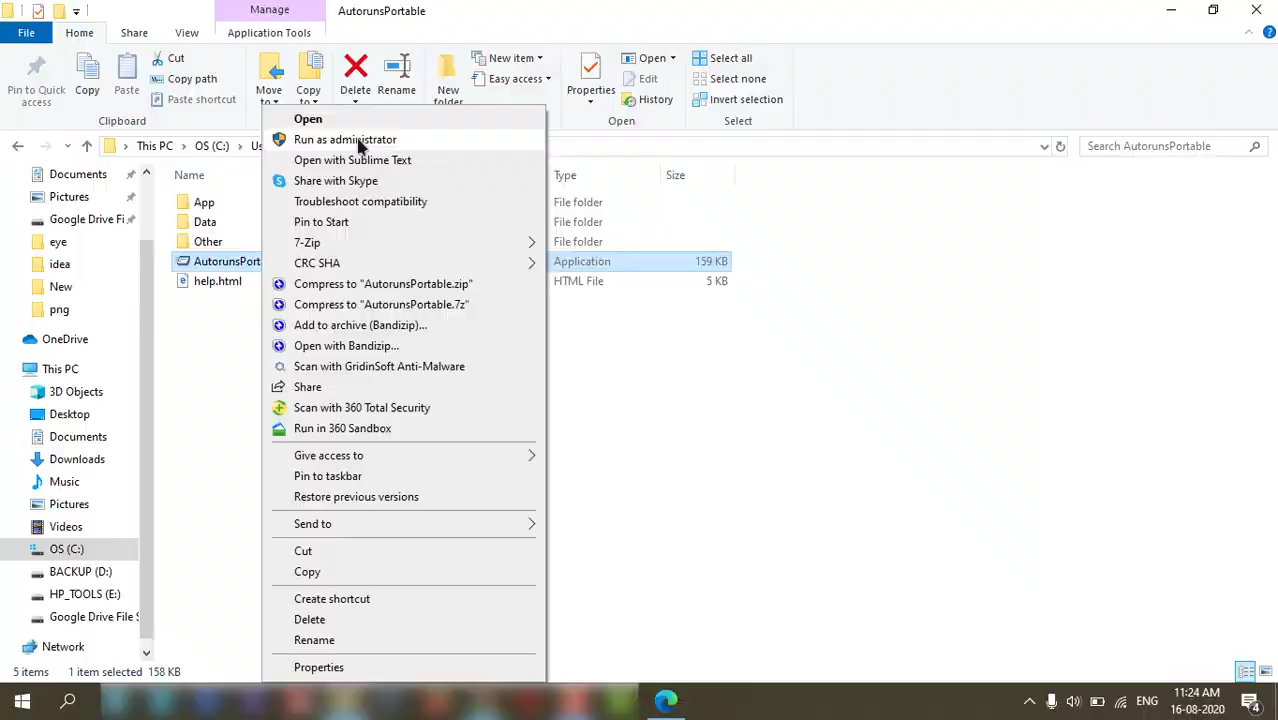 Manage
AutorunsPortable
File
Home
Share
View
Application Tools
Pin to Quick access
Copy
Paste
Cut
Copy path
Paste shortcut
Clipboard
Move to
Copy to
Delete
Rename
New folder
New item
Easy access
Properties
Open
Edit
History
Open
Select all
Select none
Invert selection
Select
This PC
OS (C:)
Us
Search AutorunsPortable
Documents
Pictures
Google Drive Fi
eye
idea
New
png
OneDrive
This PC
3D Objects
Desktop
Documents
Downloads
Music
Pictures
Videos
OS (C:)
BACKUP (D:)
HP_TOOLS (E:)
Google Drive File S
Network
Name
Type
Size
App
File folder
Data
File folder
Other
File folder
AutorunsPort
Application
159 KB
help.html
HTML File
5 KB
Open
Run as administrator
Open with Sublime Text
Share with Skype
Troubleshoot compatibility
Pin to Start
7-Zip
CRC SHA
Compress to "AutorunsPortable.zip"
Compress to "AutorunsPortable.7z"
Add to archive (Bandizip)...
Open with Bandizip...
Scan with GridinSoft Anti-Malware
Share
Scan with 360 Total Security
Run in 360 Sandbox
Give access to
Pin to taskbar
Restore previous versions
Send to
Cut
Copy
Create shortcut
Delete
Rename
Properties
5 items
1 item selected 158 KB
ENG
11:24 AM
16-08-2020
4